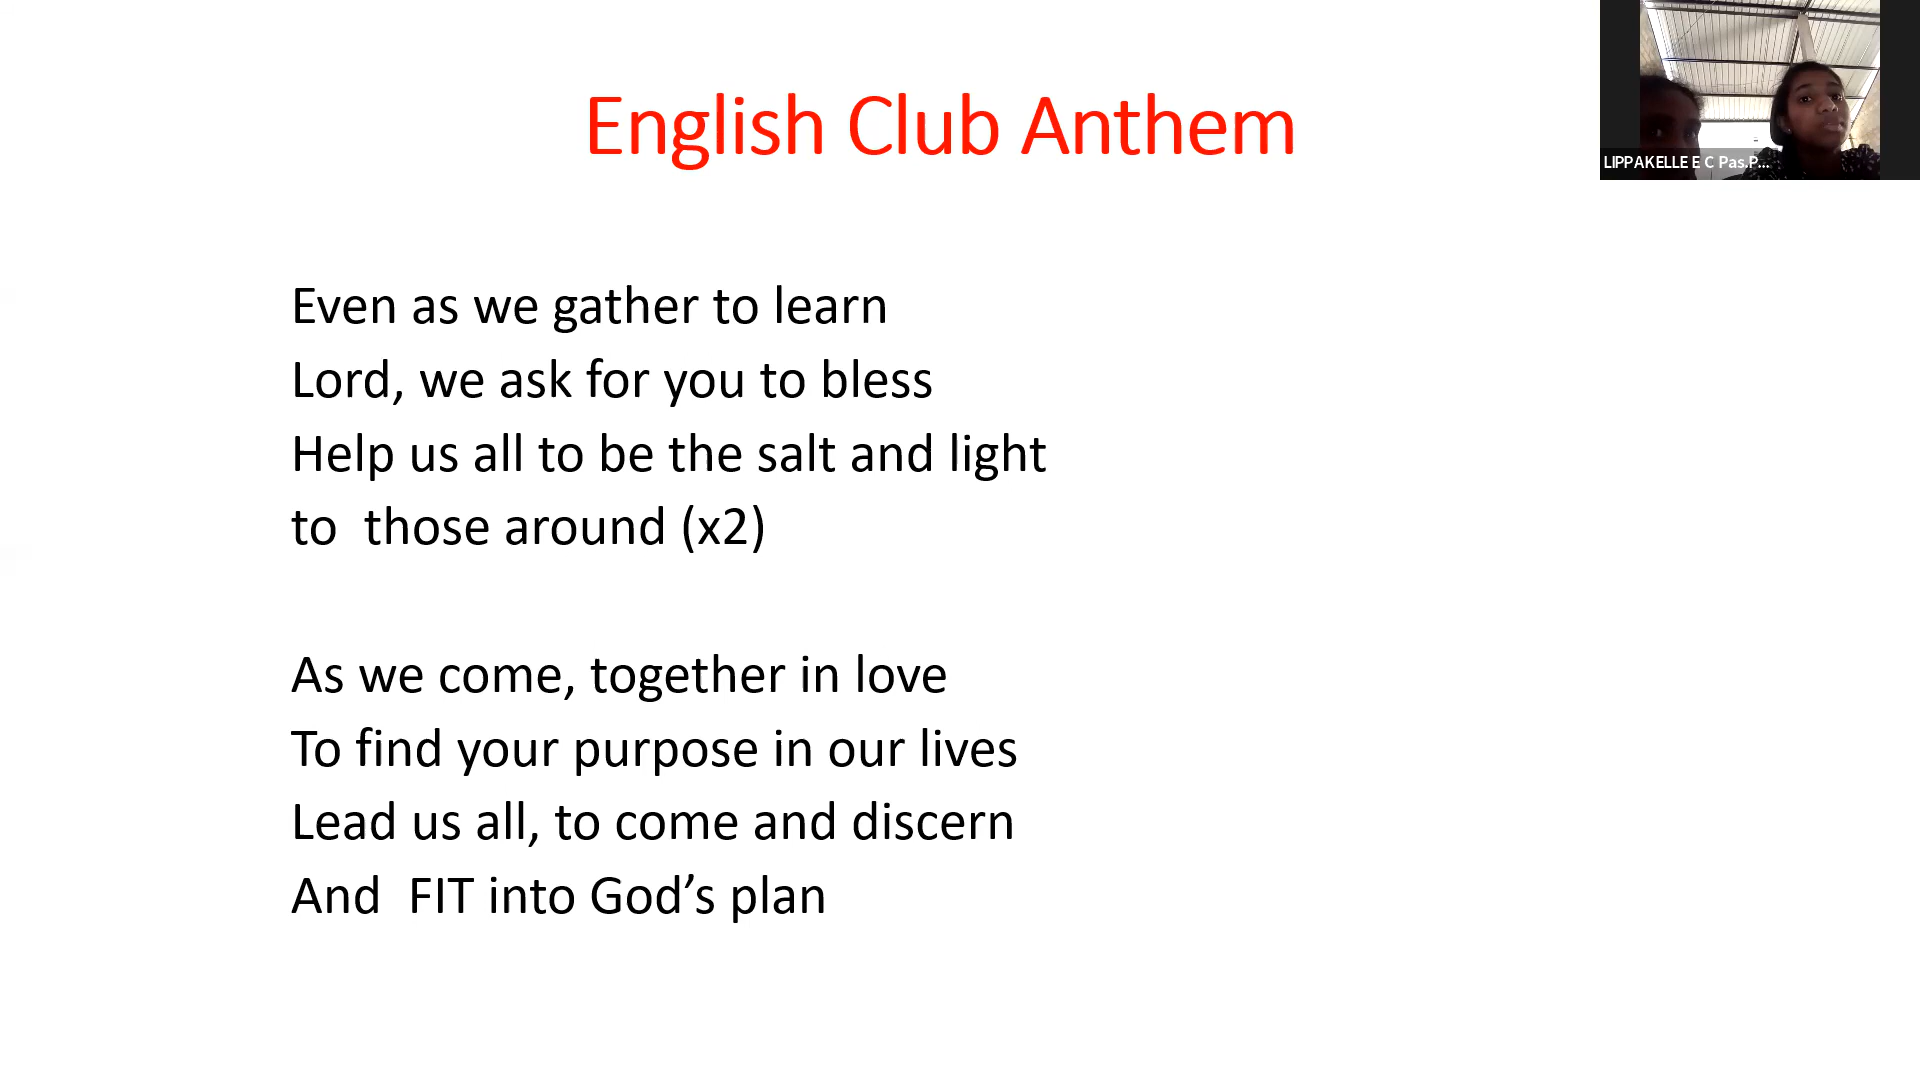 English Club Anthem
Even as we gather to learn
Lord, we ask for you to bless
Help us all to be the salt and light
to  those around (x2)
As we come, together in love
To find your purpose in our lives
Lead us all, to come and discern
And  FIT into God’s plan
LIPPAKELLE E C Pas.P...